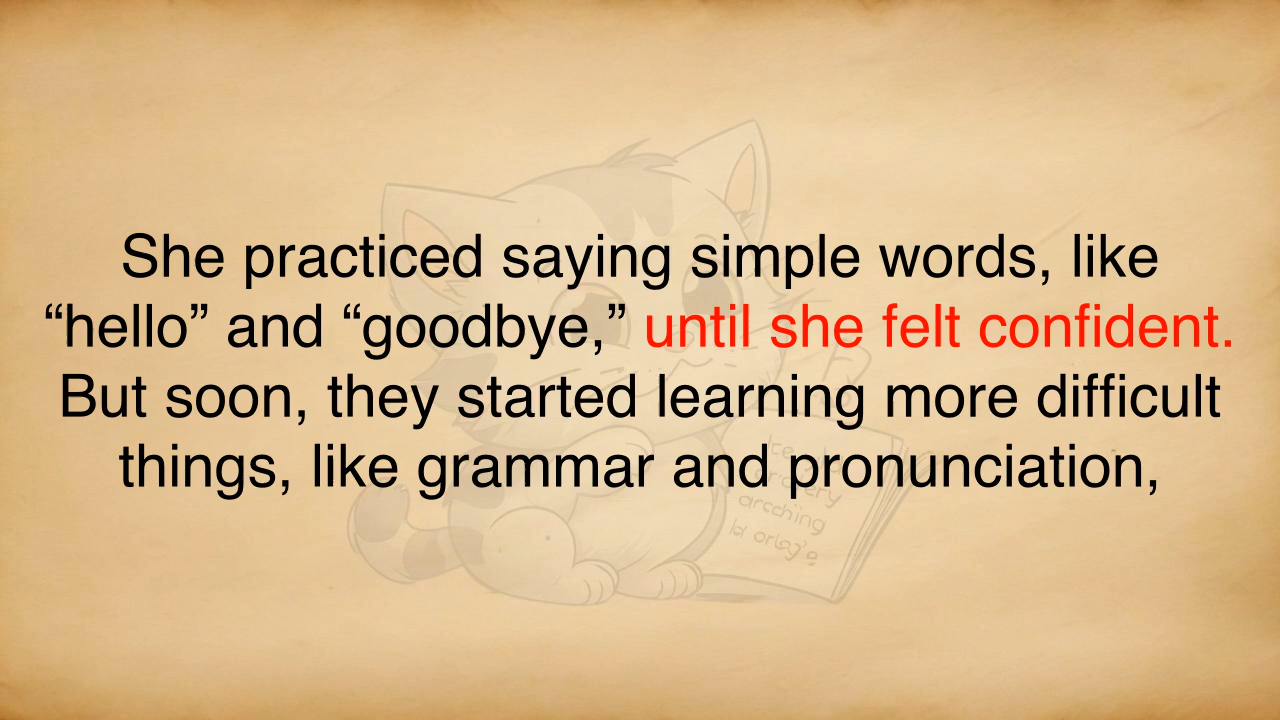 She practiced saying simple words, like
“hello” and “goodbye,” until she felt confident.
But soon, they started learning more difficult
things, like grammar and pronunciation,